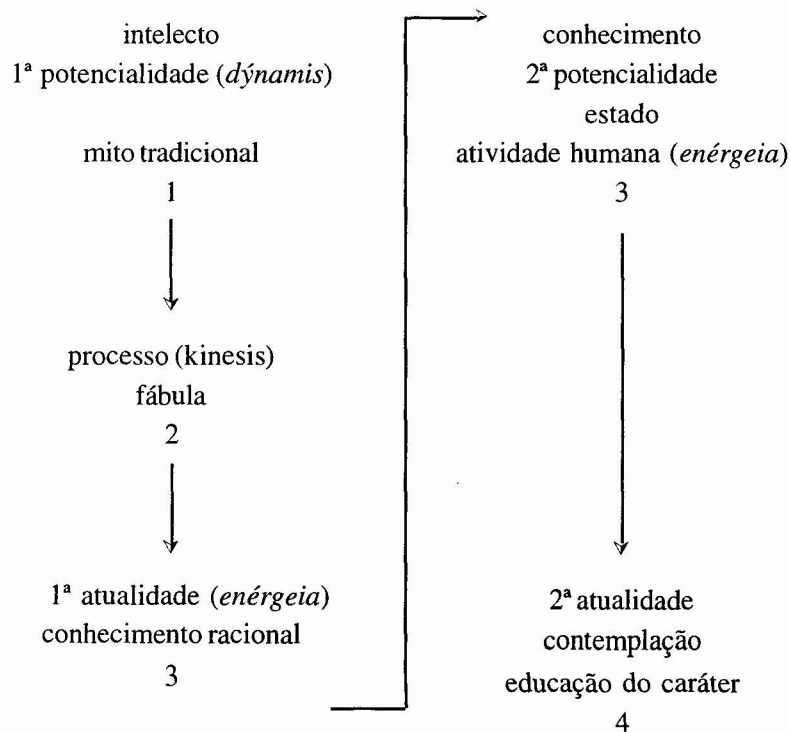 intelecto
1ª potencialidade (dýnamis)
mito tradicional
1
processo (kinesis)
fábula
2
1ª atualidade (enérgeia)
conhecimento racional
3
conhecimento
2ª potencialidade
estado
atividade humana (enérgeia)
3
2ª atualidade
contemplação
educação do caráter
4